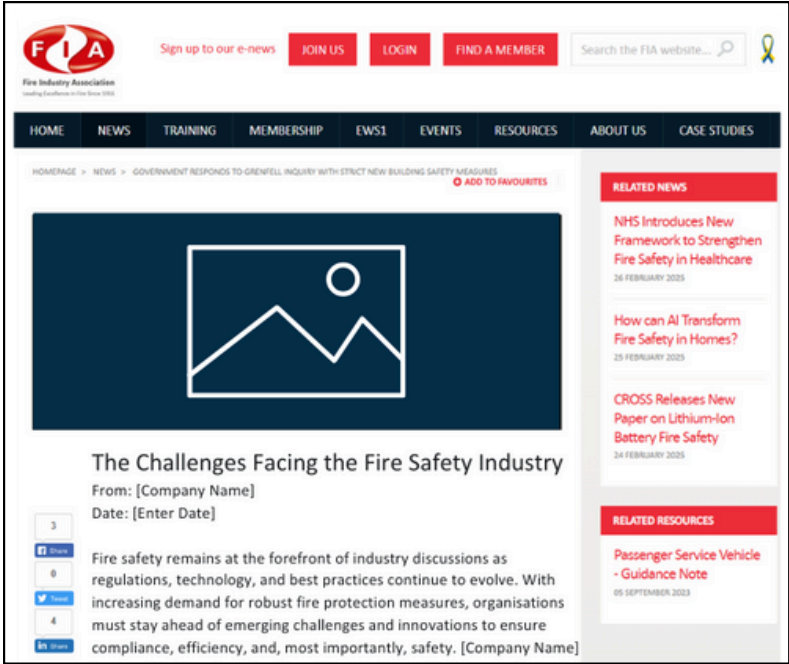 FIA
Fire Industry Association
Leading Excellence in Fire Since 1916
Sign up to our e-news
JOIN US
LOGIN
FIND A MEMBER
Search the FIA website...
HOME NEWS TRAINING MEMBERSHIP EWS1 EVENTS RESOURCES ABOUT US CASE STUDIES
HOMEPAGE > NEWS > GOVERNMENT RESPONDS TO GRENFELL INQUIRY WITH STRICT NEW BUILDING SAFETY MEASURES
ADD TO FAVOURITES
The Challenges Facing the Fire Safety Industry
From: [Company Name]
Date: [Enter Date]
3
Share
0
Tweet
4
Share
Fire safety remains at the forefront of industry discussions as
regulations, technology, and best practices continue to evolve. With
increasing demand for robust fire protection measures, organisations
must stay ahead of emerging challenges and innovations to ensure
compliance, efficiency, and, most importantly, safety. [Company Name]
RELATED NEWS
NHS Introduces New
Framework to Strengthen
Fire Safety in Healthcare
26 FEBRUARY 2025
How can AI Transform
Fire Safety in Homes?
25 FEBRUARY 2025
CROSS Releases New
Paper on Lithium-Ion
Battery Fire Safety
24 FEBRUARY 2025
RELATED RESOURCES
Passenger Service Vehicle
- Guidance Note
05 SEPTEMBER 2023